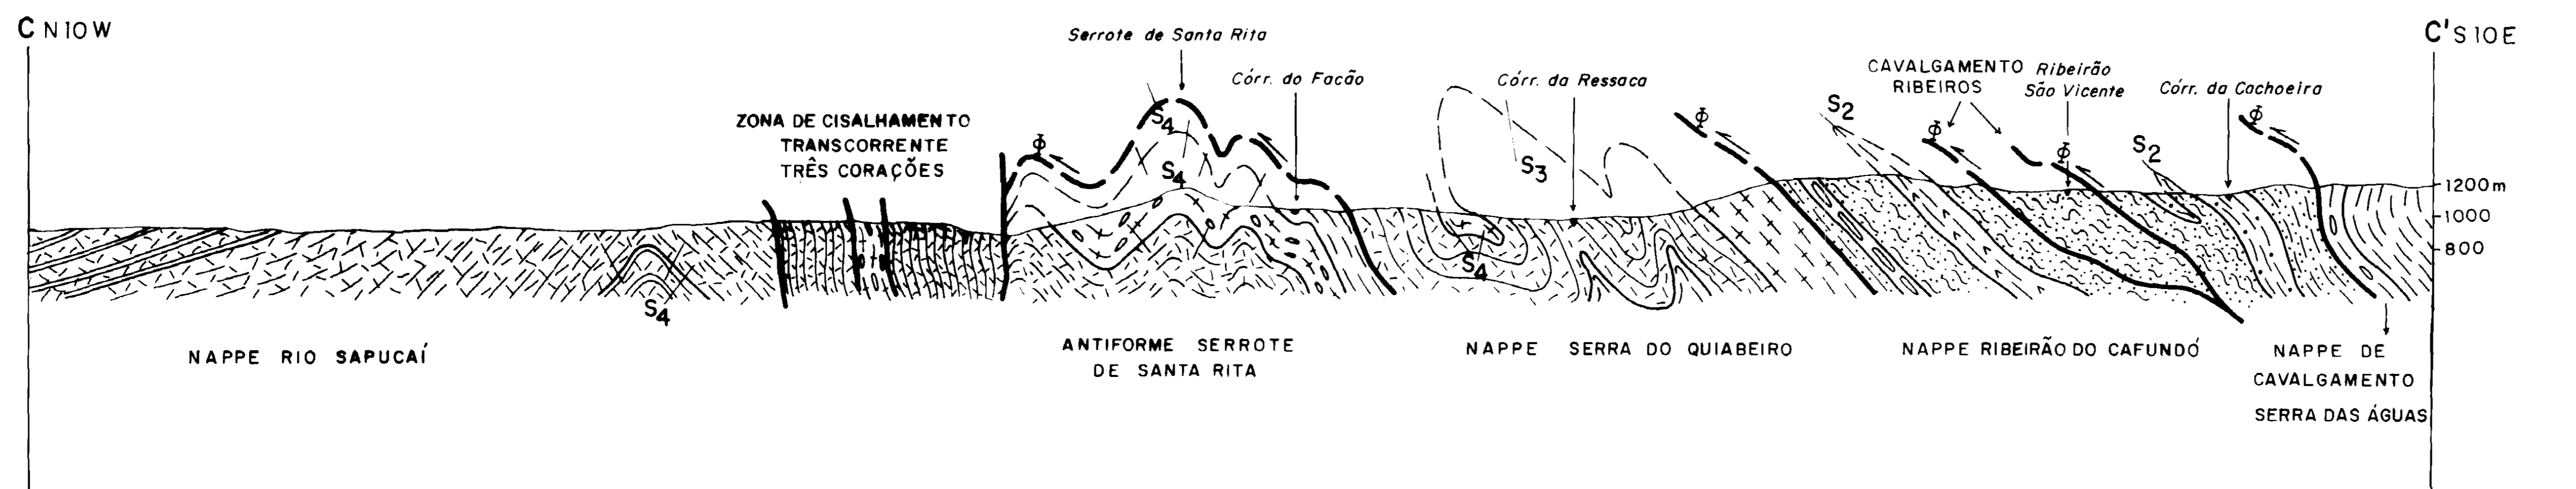 C N10W
C' S10E
Serrote de Santa Rita
Córr. do Facão
Córr. da Ressaca
CAVALGAMENTO
RIBEIROS
Ribeirão
São Vicente
Córr. da Cachoeira
ZONA DE CISALHAMENTO
TRANSCORRENTE
TRÊS CORAÇÕES
Φ
S4
S4
S3
S4
Φ
S2
Φ
Φ
S2
Φ
1200m
1000
800
S4
NAPPE RIO SAPUCAÍ
ANTIFORME SERROTE
DE SANTA RITA
NAPPE SERRA DO QUIABEIRO
NAPPE RIBEIRÃO DO CAFUNDÓ
NAPPE DE
CAVALGAMENTO
SERRA DAS ÁGUAS